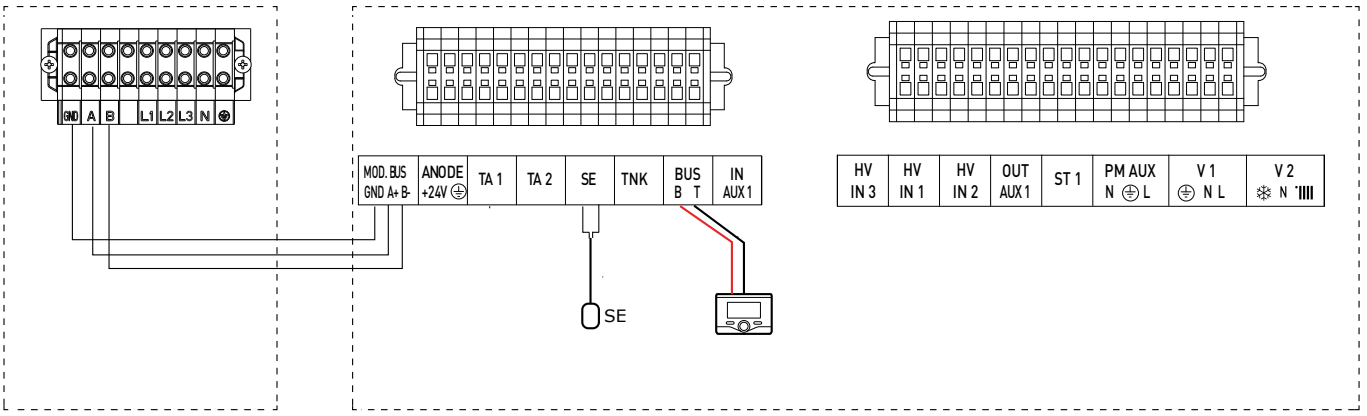 GND A B L1 L2 L3 N
MOD. BUS
GND A+ B-
ANODE
+24V
TA 1
TA 2
SE
TNK
BUS
B T
IN
AUX 1
HV
IN 3
HV
IN 1
HV
IN 2
OUT
AUX 1
ST 1
PM AUX
N L
V 1
N L
V 2
N
SE